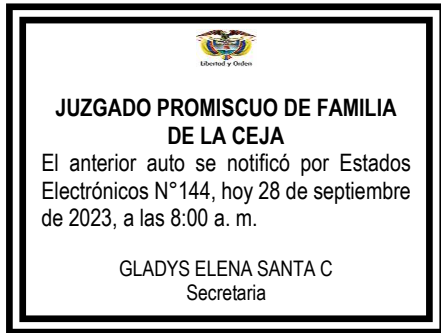 Libertad y Orden
JUZGADO PROMISCUO DE FAMILIA
DE LA CEJA
El anterior auto se notificó por Estados
Electrónicos N°144, hoy 28 de septiembre
de 2023, a las 8:00 a. m.
GLADYS ELENA SANTA C
Secretaria